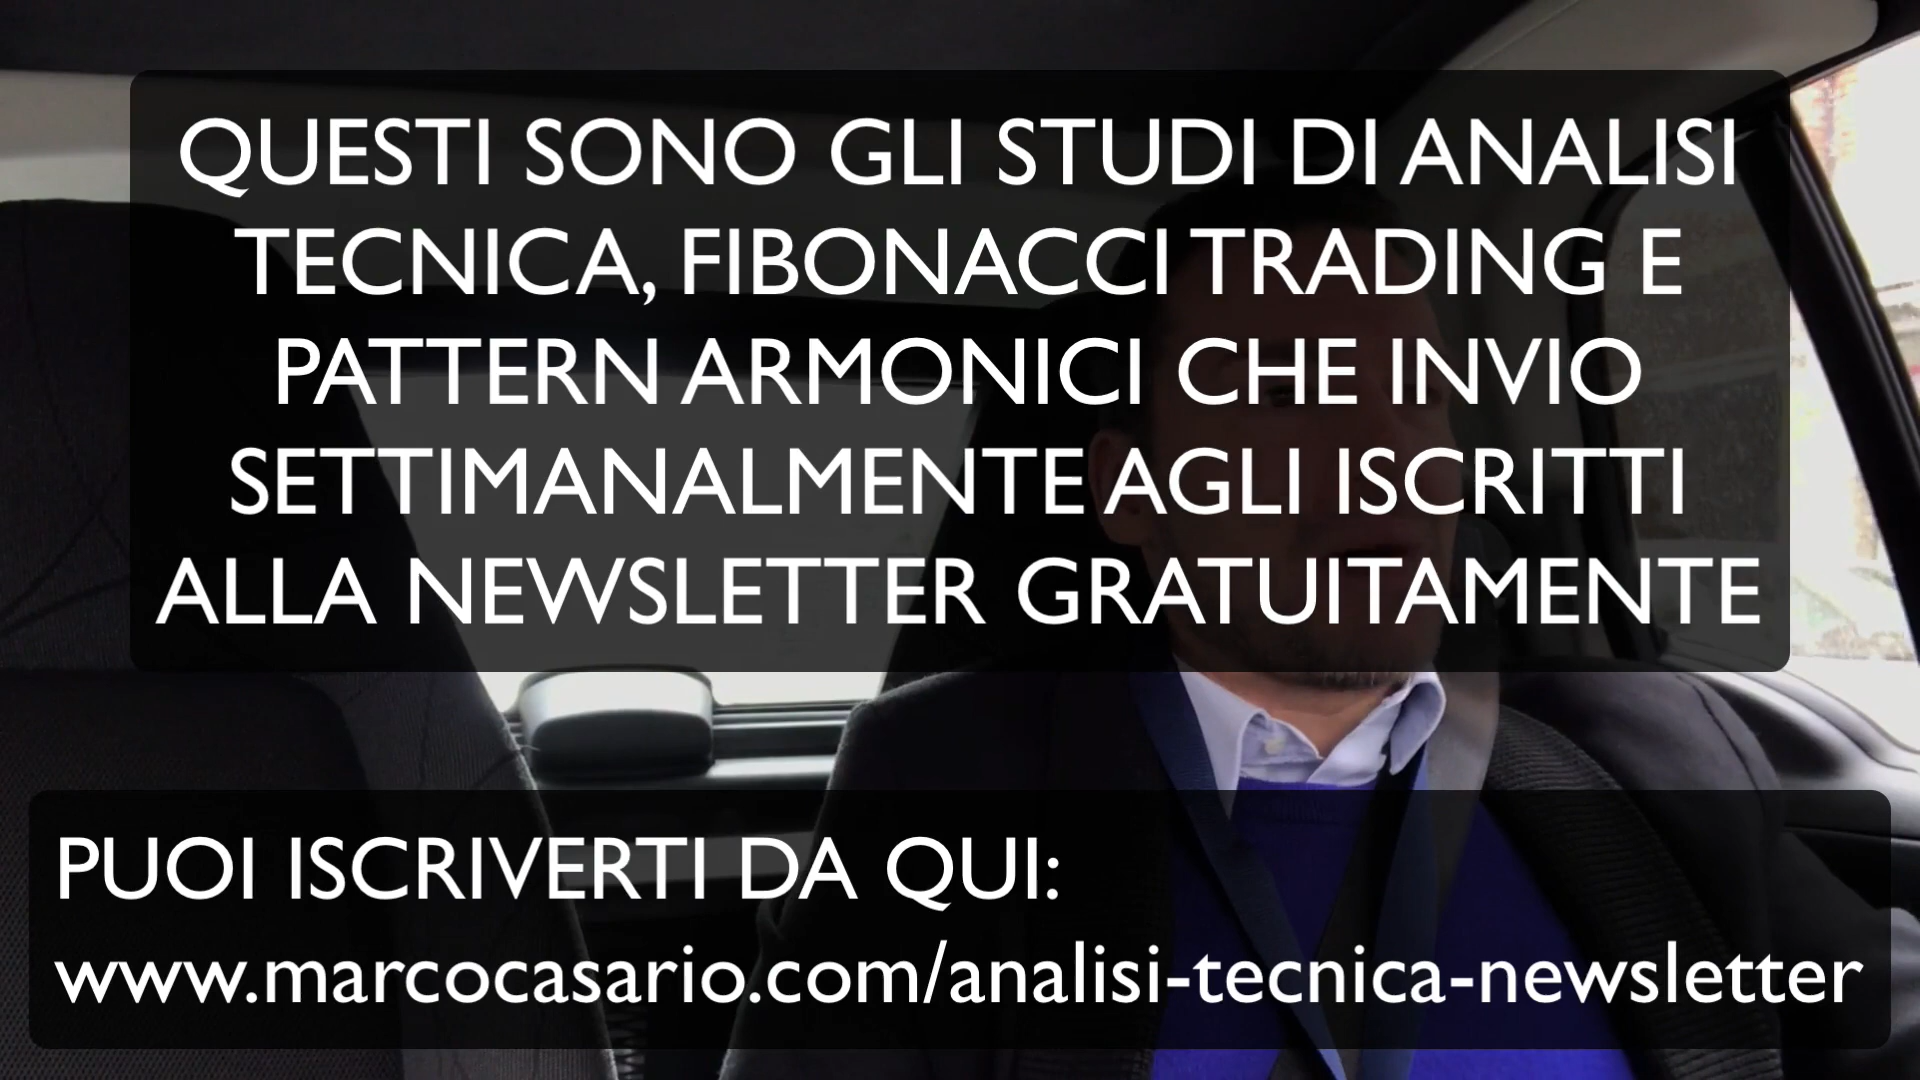 QUESTI SONO GLI STUDI DI ANALISI
TECNICA, FIBONACCI TRADING E
PATTERN ARMONICI CHE INVIO
SETTIMANALMENTE AGLI ISCRITTI
ALLA NEWSLETTER GRATUITAMENTE
PUOI ISCRIVERTI DA QUI:
www.marcocasario.com/analisi-tecnica-newsletter